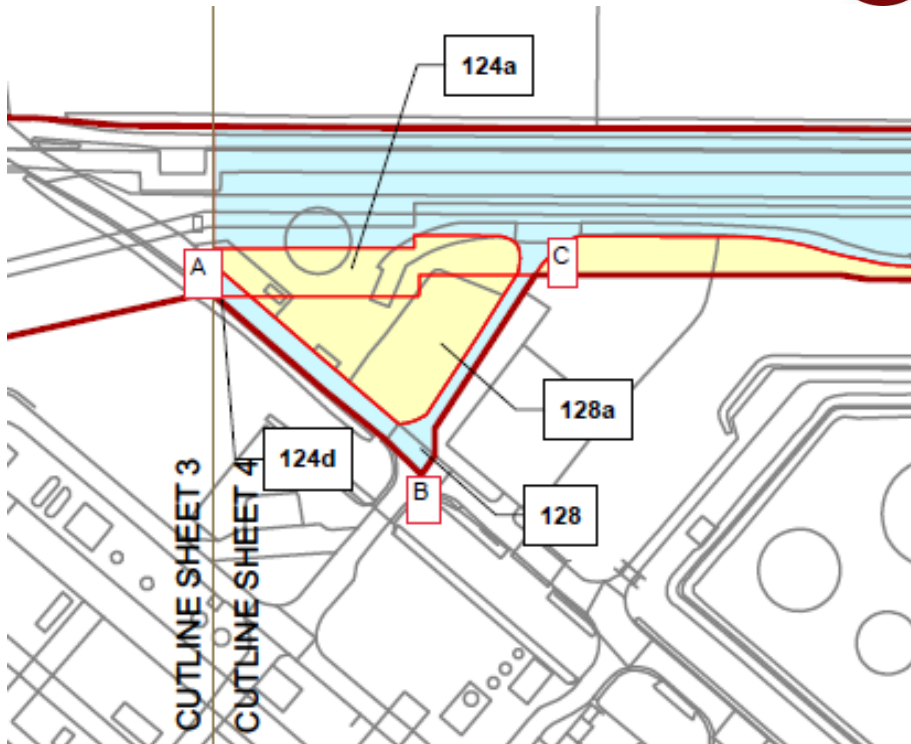 124a
A
C
128a
124d
B
128
CUTLINE SHEET 3
CUTLINE SHEET 4